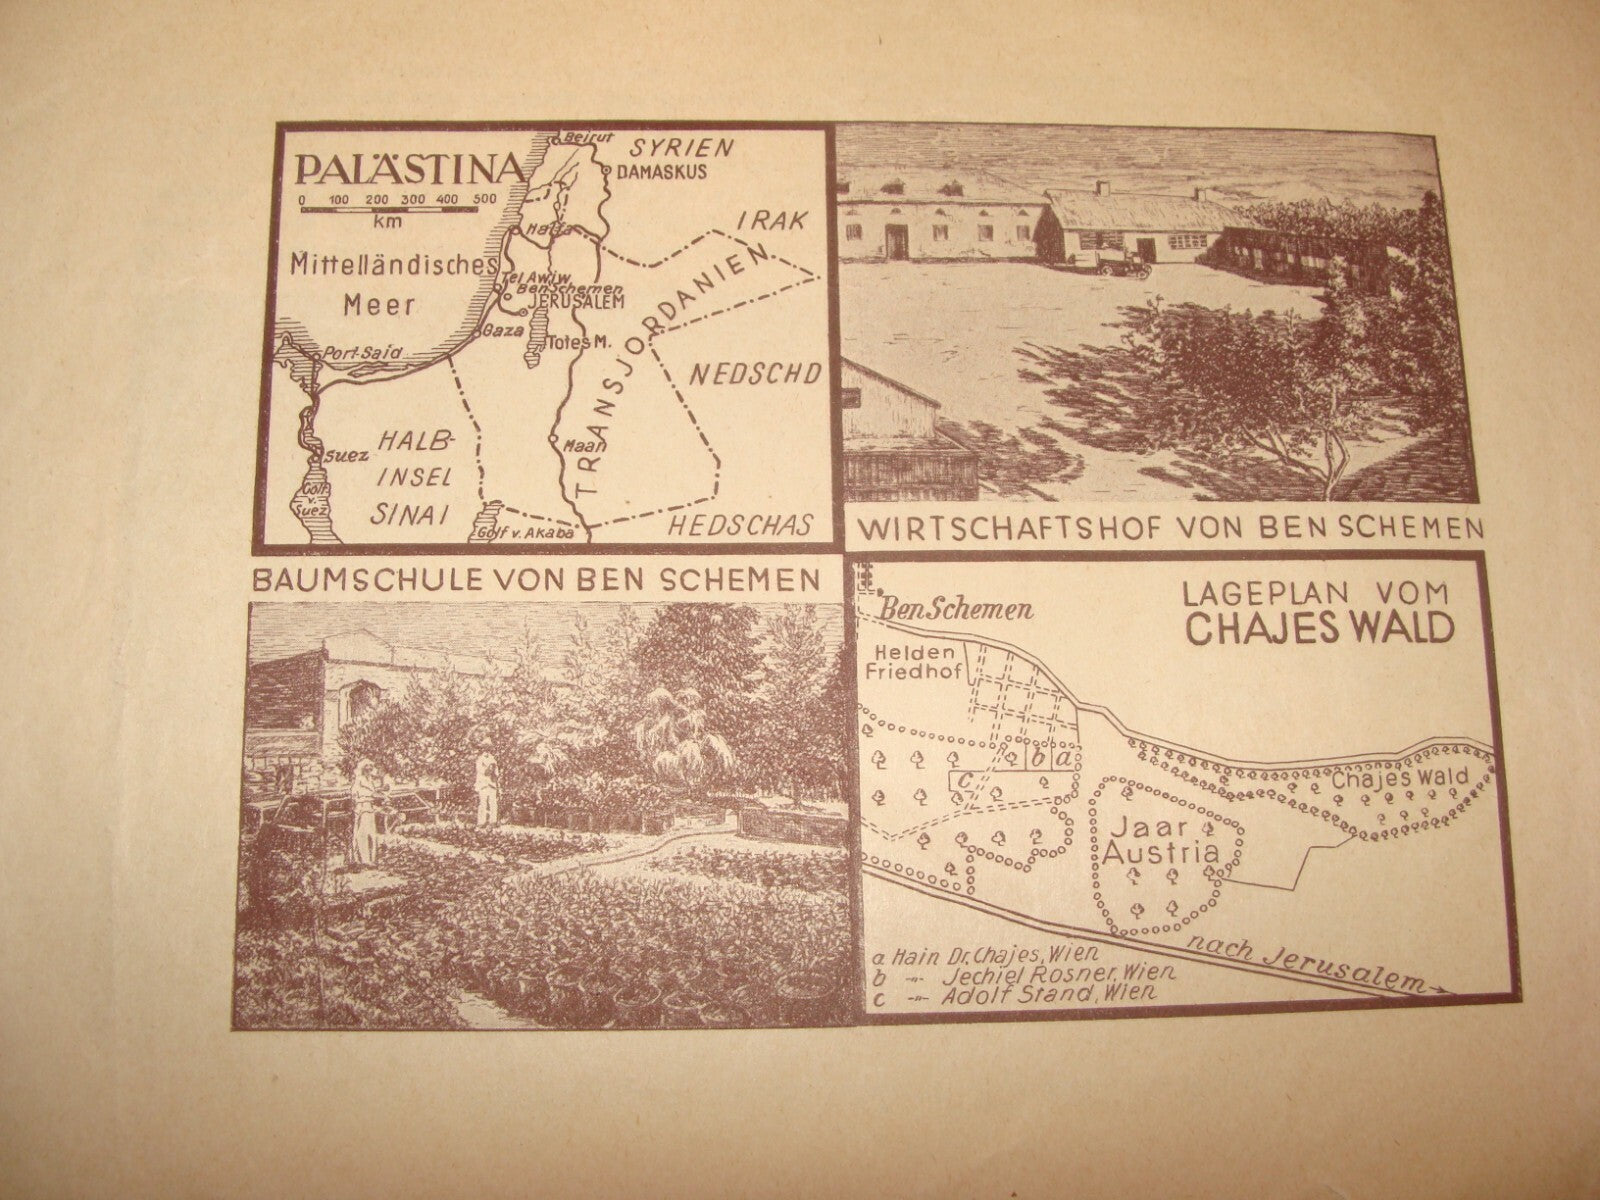 PALÄSTINA
0 100 200 300 400 500
km
Beirut
SYRIEN
DAMASKUS
IRAK
Haifa
Mittelländisches
Meer
Tel Awiw
Ben Schemen
JERUSALEM
TRANSJORDANIEN
Gaza
Totes M.
Port-Said
NEDSCHD
HALB-
INSEL
SINAI
Maan
Suez
Golf
v.
Suez
Golf v. Akaba
HEDSCHAS
WIRTSCHAFTSHOF VON BEN SCHEMEN
BAUMSCHULE VON BEN SCHEMEN
LAGEPLAN VOM
CHAJES WALD
Ben Schemen
Helden
Friedhof
b a
c
Chajes Wald
Jaar
Austria
nach Jerusalem
a Hain Dr. Chajes, Wien
b -"- Jechiel Rosner, Wien
c -"- Adolf Stand, Wien